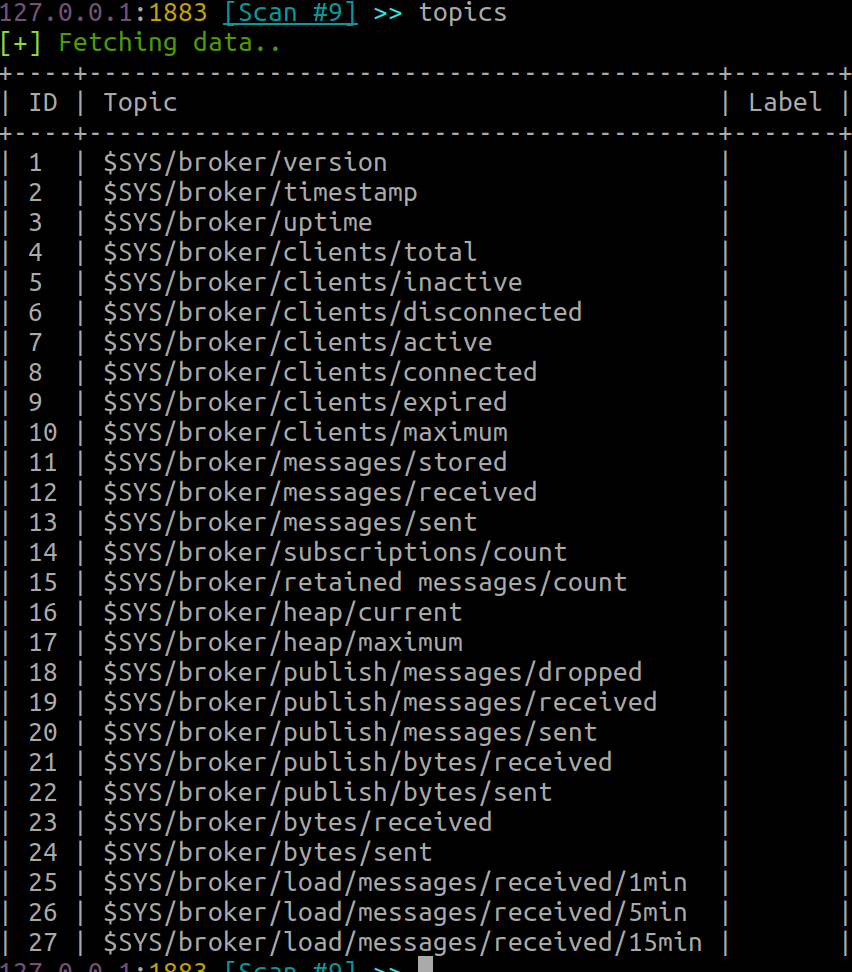 127.0.0.1:1883 [Scan #9] >> topics
[+] Fetching data..
+----+------------------------------------------+-------+
| ID | Topic                                    | Label |
+----+------------------------------------------+-------+
| 1  | $SYS/broker/version                      |       |
| 2  | $SYS/broker/timestamp                    |       |
| 3  | $SYS/broker/uptime                       |       |
| 4  | $SYS/broker/clients/total                |       |
| 5  | $SYS/broker/clients/inactive             |       |
| 6  | $SYS/broker/clients/disconnected         |       |
| 7  | $SYS/broker/clients/active               |       |
| 8  | $SYS/broker/clients/connected            |       |
| 9  | $SYS/broker/clients/expired              |       |
| 10 | $SYS/broker/clients/maximum              |       |
| 11 | $SYS/broker/messages/stored              |       |
| 12 | $SYS/broker/messages/received            |       |
| 13 | $SYS/broker/messages/sent                |       |
| 14 | $SYS/broker/subscriptions/count          |       |
| 15 | $SYS/broker/retained messages/count      |       |
| 16 | $SYS/broker/heap/current                 |       |
| 17 | $SYS/broker/heap/maximum                 |       |
| 18 | $SYS/broker/publish/messages/dropped     |       |
| 19 | $SYS/broker/publish/messages/received    |       |
| 20 | $SYS/broker/publish/messages/sent        |       |
| 21 | $SYS/broker/publish/bytes/received       |       |
| 22 | $SYS/broker/publish/bytes/sent           |       |
| 23 | $SYS/broker/bytes/received               |       |
| 24 | $SYS/broker/bytes/sent                   |       |
| 25 | $SYS/broker/load/messages/received/1min  |       |
| 26 | $SYS/broker/load/messages/received/5min  |       |
| 27 | $SYS/broker/load/messages/received/15min |       |
127.0.0.1:1883 [Scan #9] >>